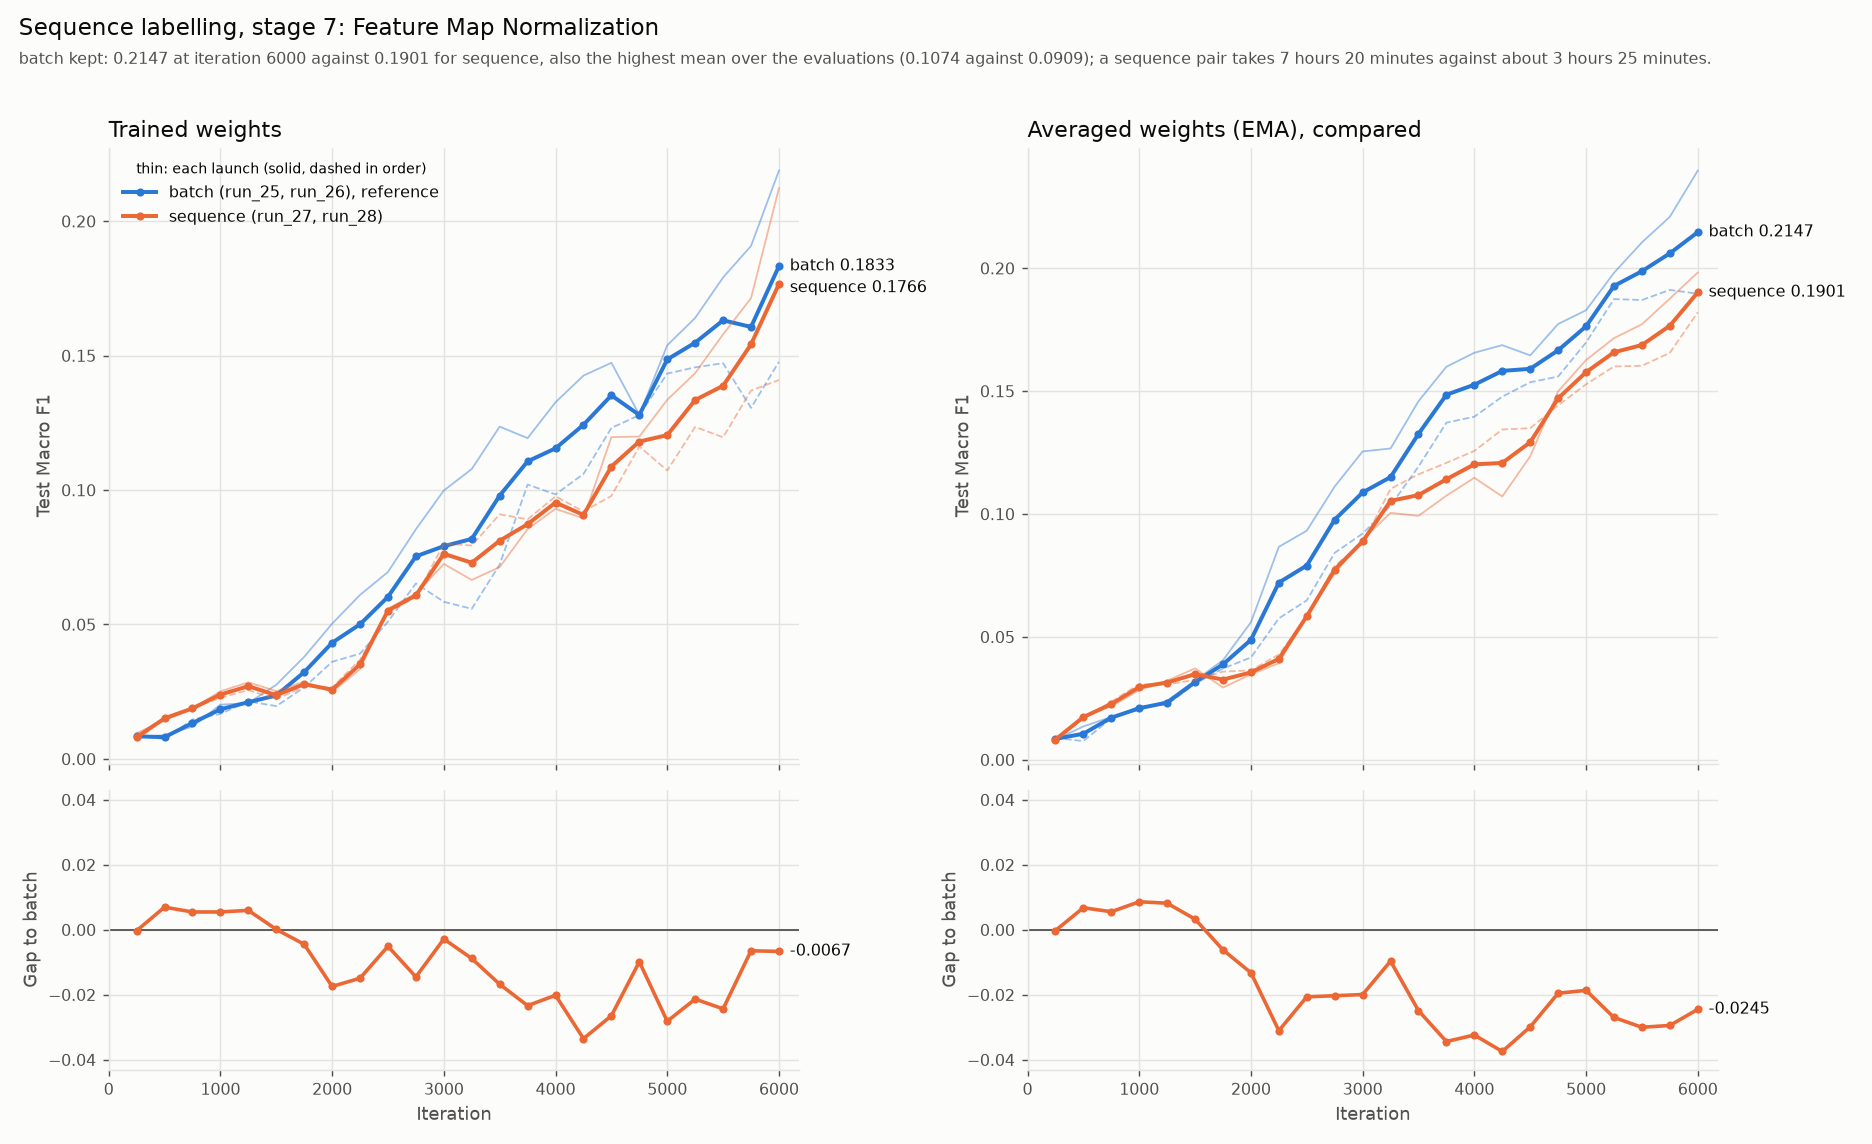 Sequence labelling, stage 7: Feature Map Normalization
batch kept: 0.2147 at iteration 6000 against 0.1901 for sequence, also the highest mean over the evaluations (0.1074 against 0.0909); a sequence pair takes 7 hours 20 minutes against about 3 hours 25 minutes.
Trained weights
thin: each launch (solid, dashed in order)
batch (run_25, run_26), reference
sequence (run_27, run_28)
Test Macro F1
0.20
0.15
0.10
0.05
0.00
batch 0.1833
sequence 0.1766
Averaged weights (EMA), compared
Test Macro F1
0.20
0.15
0.10
0.05
0.00
batch 0.2147
sequence 0.1901
Gap to batch
0.04
0.02
0.00
−0.02
−0.04
-0.0067
0 1000 2000 3000 4000 5000 6000
Iteration
Gap to batch
0.04
0.02
0.00
−0.02
−0.04
-0.0245
0 1000 2000 3000 4000 5000 6000
Iteration